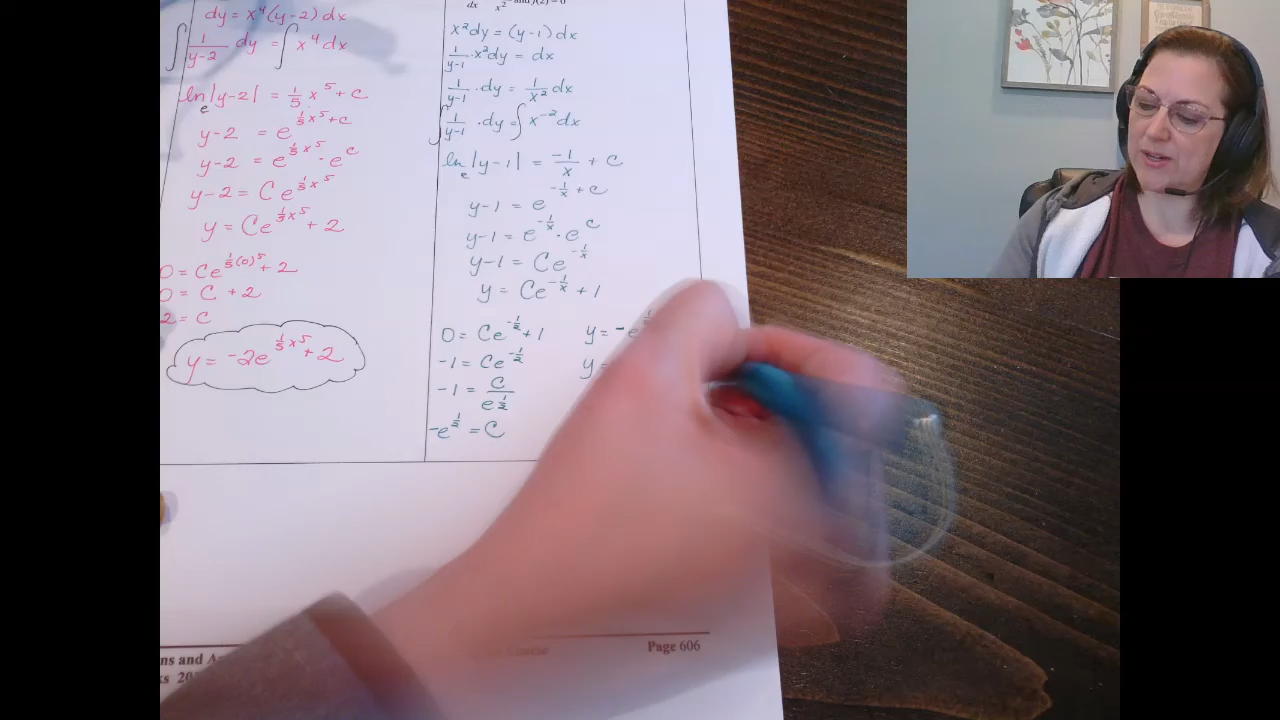 dy = x⁴(y-2)dx
∫ 1/(y-2) dy = ∫ x⁴ dx
ln|y-2| = 1/5 x⁵ + C
e
y-2 = e^(1/5 x⁵ + C)
y-2 = e^(1/5 x⁵) · e^C
y-2 = Ce^(1/5 x⁵)
y = Ce^(1/5 x⁵) + 2
0 = Ce^(1/5 (0)⁵) + 2
0 = C + 2
2 = C
y = -2e^(1/5 x⁵) + 2
dx
x²dy = (y-1)dx
1/(y-1) · x²dy = dx
1/(y-1) · dy = 1/x² dx
∫ 1/(y-1) · dy = ∫ x⁻² dx
ln|y-1| = -1/x + C
e
y-1 = e^(-1/x + C)
y-1 = e^(-1/x) · e^C
y-1 = Ce^(-1/x)
y = Ce^(-1/x) + 1
0 = Ce^(-1/2) + 1
-1 = Ce^(-1/2)
-1 = C/e^(1/2)
-e^(1/2) = C
y = -e
y =
Page 606